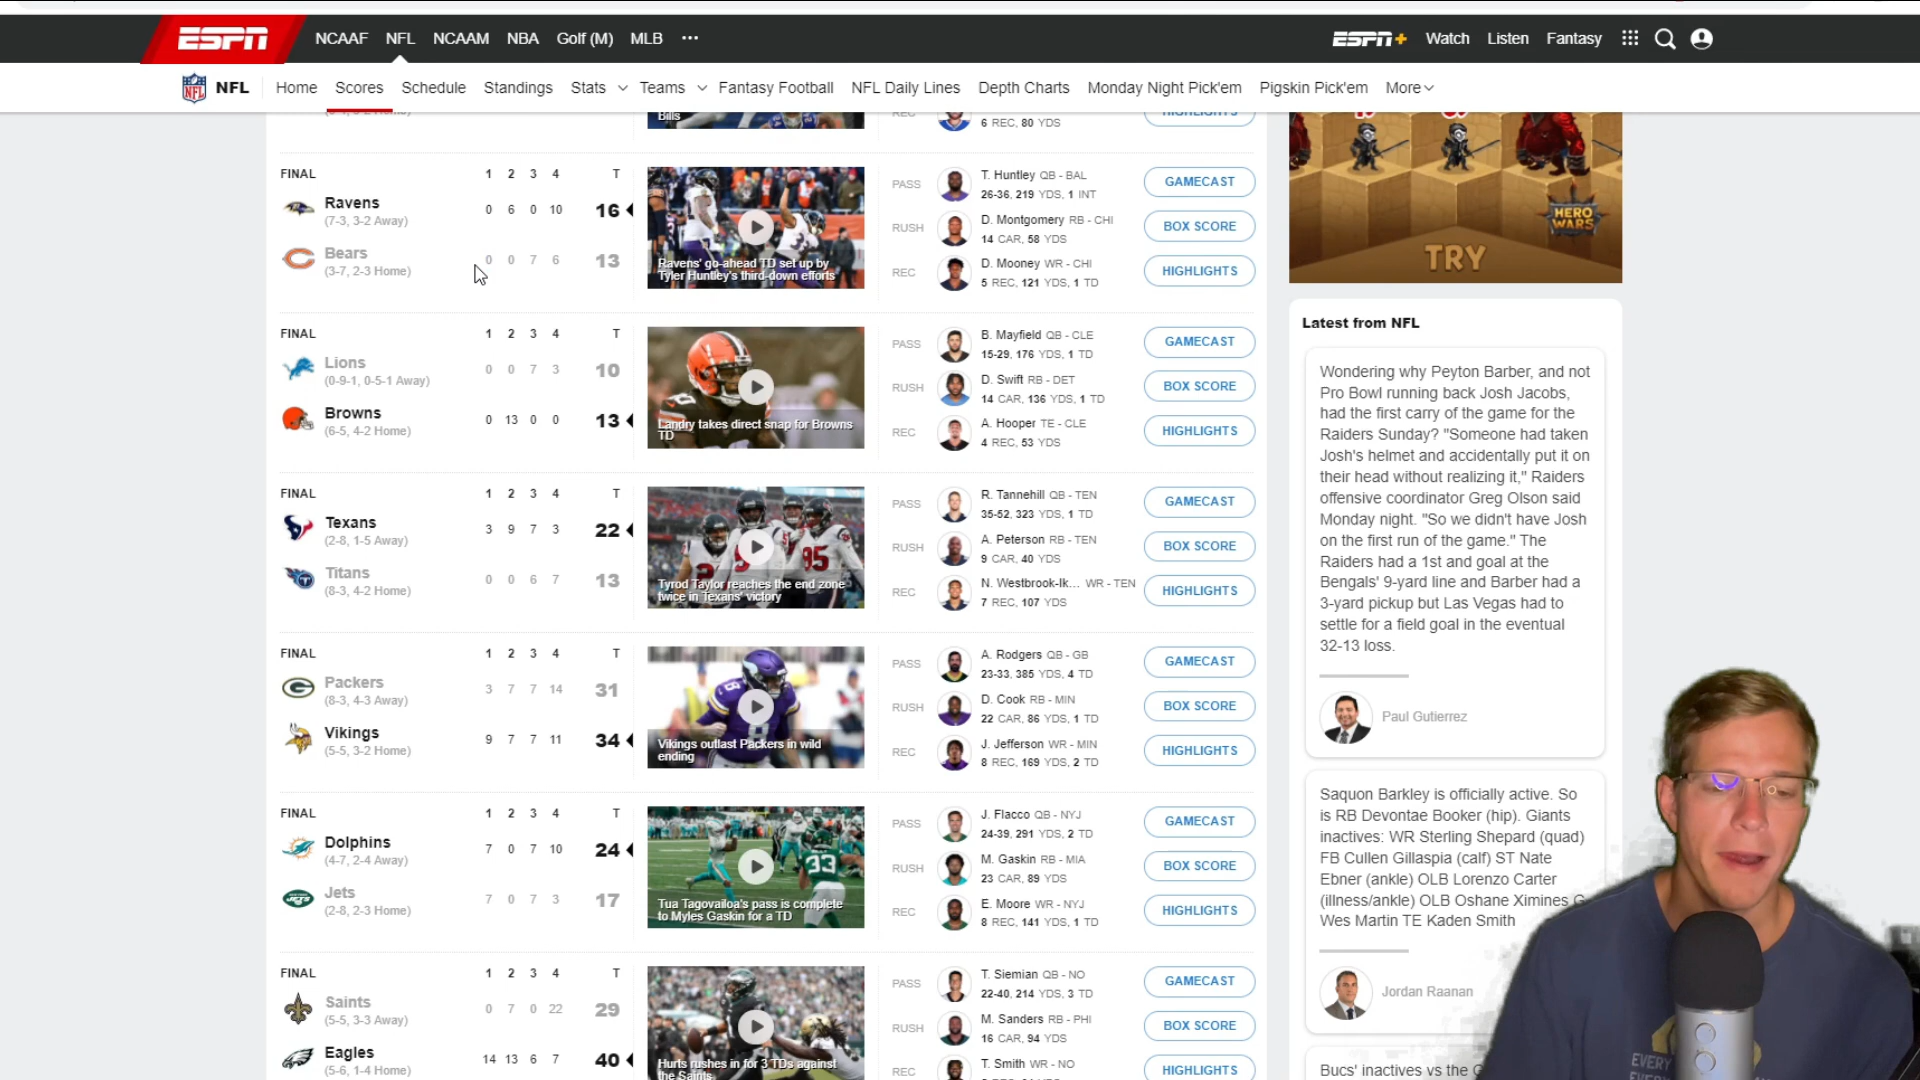 ESPN NCAAF NFL NCAAM NBA Golf (M) MLB ••• ESPN+ Watch Listen Fantasy
NFL Home Scores Schedule Standings Stats Teams Fantasy Football NFL Daily Lines Depth Charts Monday Night Pick'em Pigskin Pick'em More
Bills
REC 6 REC, 80 YDS
HIGHLIGHTS
FINAL 1 2 3 4 T
Ravens 0 6 0 10 16
(7-3, 3-2 Away)
Bears 0 0 7 6 13
(3-7, 2-3 Home)
Ravens' go-ahead TD set up by
Tyler Huntley's third-down efforts
PASS T. Huntley QB - BAL
26-36, 219 YDS, 1 INT
RUSH D. Montgomery RB - CHI
14 CAR, 58 YDS
REC D. Mooney WR - CHI
5 REC, 121 YDS, 1 TD
GAMECAST
BOX SCORE
HIGHLIGHTS
FINAL 1 2 3 4 T
Lions 0 0 7 3 10
(0-9-1, 0-5-1 Away)
Browns 0 13 0 0 13
(6-5, 4-2 Home)
Landry takes direct snap for Browns
TD
PASS B. Mayfield QB - CLE
15-29, 176 YDS, 1 TD
RUSH D. Swift RB - DET
14 CAR, 136 YDS, 1 TD
REC A. Hooper TE - CLE
4 REC, 53 YDS
GAMECAST
BOX SCORE
HIGHLIGHTS
FINAL 1 2 3 4 T
Texans 3 9 7 3 22
(2-8, 1-5 Away)
Titans 0 0 6 7 13
(8-3, 4-2 Home)
Tyrod Taylor reaches the end zone
twice in Texans' victory
PASS R. Tannehill QB - TEN
35-52, 323 YDS, 1 TD
RUSH A. Peterson RB - TEN
9 CAR, 40 YDS
REC N. Westbrook-Ik... WR - TEN
7 REC, 107 YDS
GAMECAST
BOX SCORE
HIGHLIGHTS
FINAL 1 2 3 4 T
Packers 3 7 7 14 31
(8-3, 4-3 Away)
Vikings 9 7 7 11 34
(5-5, 3-2 Home)
Vikings outlast Packers in wild
ending
PASS A. Rodgers QB - GB
23-33, 385 YDS, 4 TD
RUSH D. Cook RB - MIN
22 CAR, 86 YDS, 1 TD
REC J. Jefferson WR - MIN
8 REC, 169 YDS, 2 TD
GAMECAST
BOX SCORE
HIGHLIGHTS
FINAL 1 2 3 4 T
Dolphins 7 0 7 10 24
(4-7, 2-4 Away)
Jets 7 0 7 3 17
(2-8, 2-3 Home)
33
Tua Tagovailoa's pass is complete
to Myles Gaskin for a TD
PASS J. Flacco QB - NYJ
24-39, 291 YDS, 2 TD
RUSH M. Gaskin RB - MIA
23 CAR, 89 YDS
REC E. Moore WR - NYJ
8 REC, 141 YDS, 1 TD
GAMECAST
BOX SCORE
HIGHLIGHTS
FINAL 1 2 3 4 T
Saints 0 7 0 22 29
(5-5, 3-3 Away)
Eagles 14 13 6 7 40
(5-6, 1-4 Home)
Hurts rushes in for 3 TDs against
the Saints
PASS T. Siemian QB - NO
22-40, 214 YDS, 3 TD
RUSH M. Sanders RB - PHI
16 CAR, 94 YDS
REC T. Smith WR - NO
GAMECAST
BOX SCORE
HIGHLIGHTS
HERO
WARS
TRY
Latest from NFL
Wondering why Peyton Barber, and not
Pro Bowl running back Josh Jacobs,
had the first carry of the game for the
Raiders Sunday? "Someone had taken
Josh's helmet and accidentally put it on
their head without realizing it," Raiders
offensive coordinator Greg Olson said
Monday night. "So we didn't have Josh
on the first run of the game." The
Raiders had a 1st and goal at the
Bengals' 9-yard line and Barber had a
3-yard pickup but Las Vegas had to
settle for a field goal in the eventual
32-13 loss.
Paul Gutierrez
Saquon Barkley is officially active. So
is RB Devontae Booker (hip). Giants
inactives: WR Sterling Shepard (quad)
FB Cullen Gillaspia (calf) ST Nate
Ebner (ankle) OLB Lorenzo Carter
(illness/ankle) OLB Oshane Ximines G
Wes Martin TE Kaden Smith
Jordan Raanan
Bucs' inactives vs the
EVERY